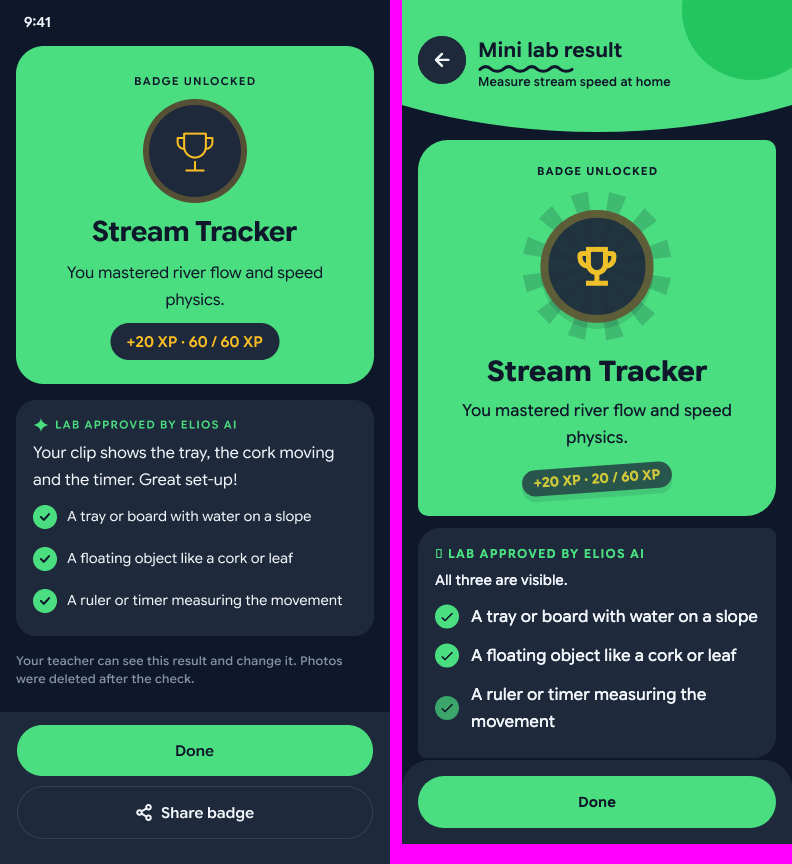 9:41
BADGE UNLOCKED
Stream Tracker
You mastered river flow and speed
physics.
+20 XP · 60 / 60 XP
LAB APPROVED BY ELIOS AI
Your clip shows the tray, the cork moving
and the timer. Great set-up!
A tray or board with water on a slope
A floating object like a cork or leaf
A ruler or timer measuring the movement
Your teacher can see this result and change it. Photos
were deleted after the check.
Done
Share badge
Mini lab result
Measure stream speed at home
BADGE UNLOCKED
Stream Tracker
You mastered river flow and speed
physics.
+20 XP · 20 / 60 XP
LAB APPROVED BY ELIOS AI
All three are visible.
A tray or board with water on a slope
A floating object like a cork or leaf
A ruler or timer measuring the
movement
Done